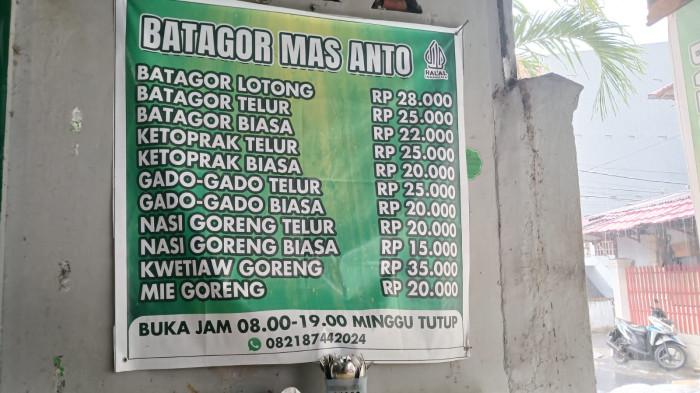 BATAGOR MAS ANTO
HALAL
BATAGOR LOTONG RP 28.000
BATAGOR TELUR RP 25.000
BATAGOR BIASA RP 22.000
KETOPRAK TELUR RP 25.000
KETOPRAK BIASA RP 20.000
GADO-GADO TELUR RP 25.000
GADO-GADO BIASA RP 20.000
NASI GORENG TELUR RP 20.000
NASI GORENG BIASA RP 15.000
KWETIAW GORENG RP 35.000
MIE GORENG RP 20.000
BUKA JAM 08.00-19.00 MINGGU TUTUP
082187442024